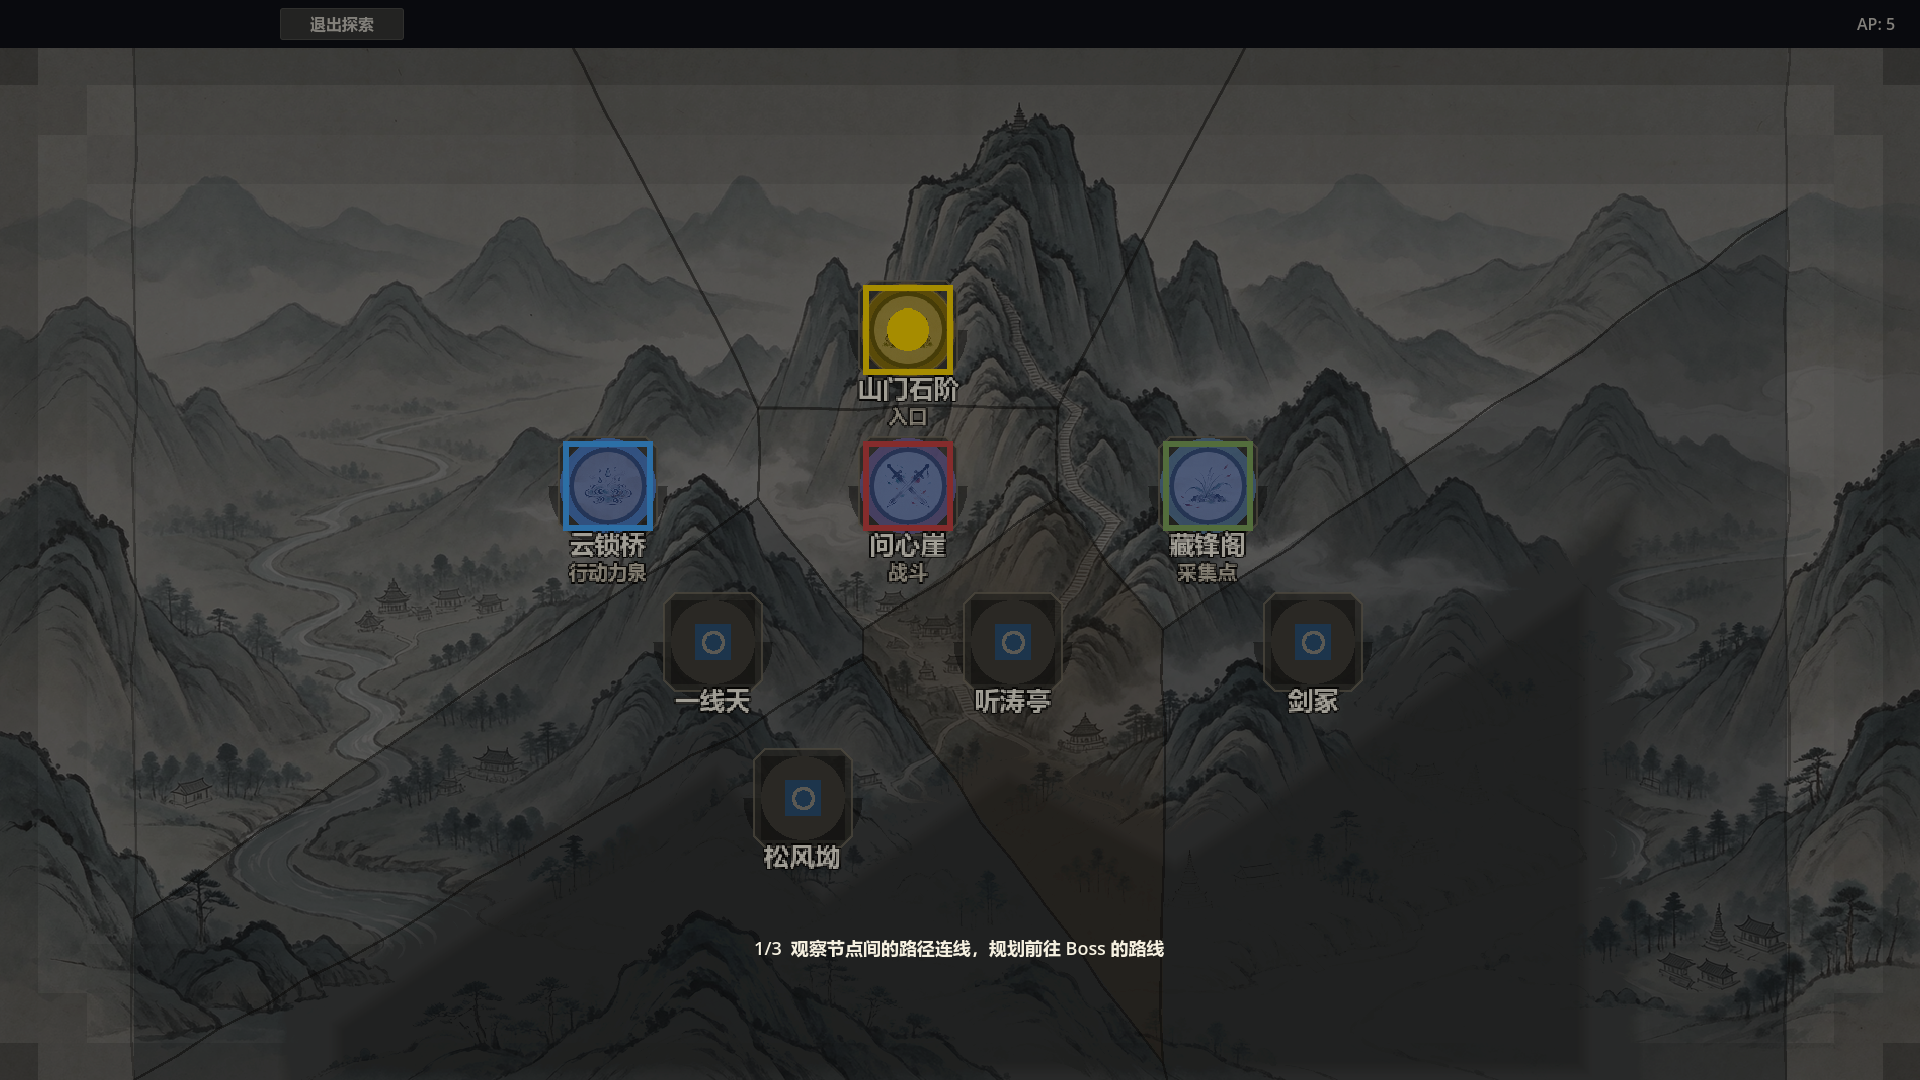 退出探索
AP: 5
山门石阶
入口
云锁桥
行动力泉
问心崖
战斗
藏锋阁
采集点
一线天
听涛亭
剑冢
松风坳
1/3 观察节点间的路径连线，规划前往 Boss 的路线